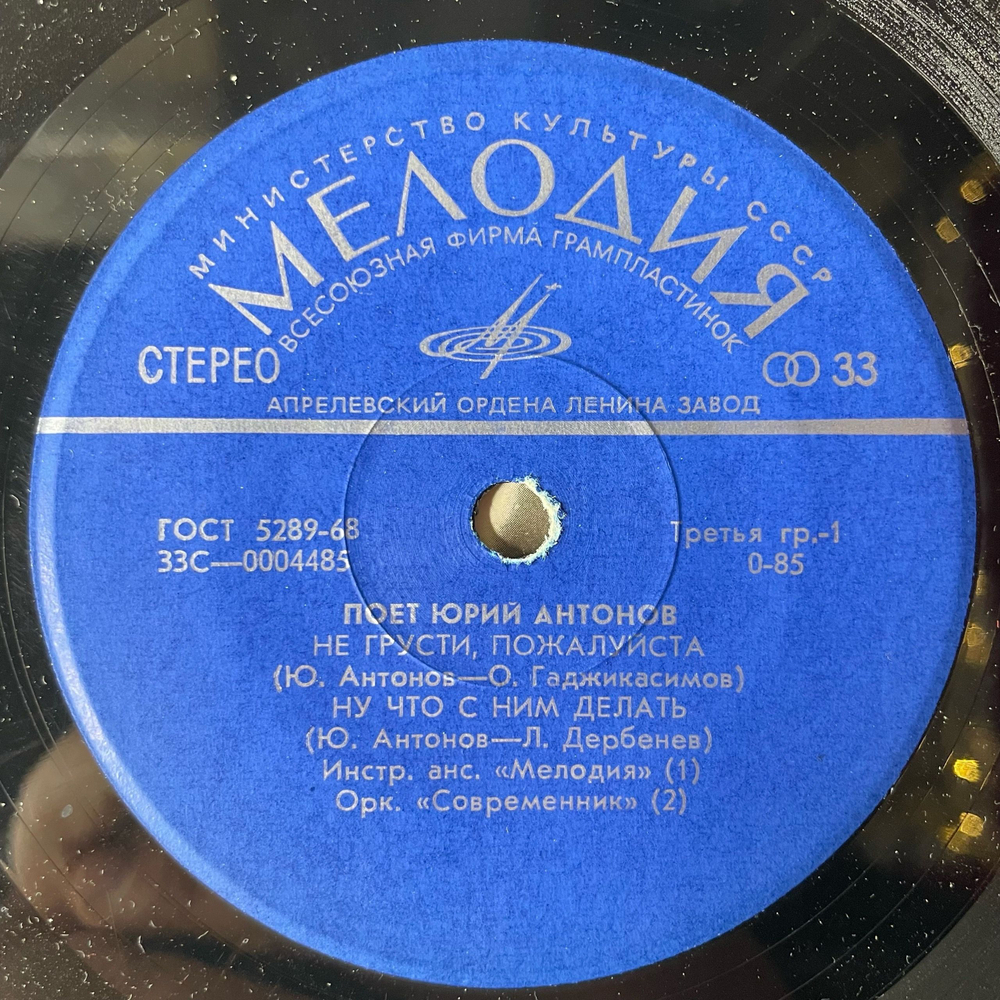 МИНИСТЕРСТВО КУЛЬТУРЫ СССР
МЕЛОДИЯ
ВСЕСОЮЗНАЯ ФИРМА ГРАМПЛАСТИНОК
СТЕРЕО
33
АПРЕЛЕВСКИЙ ОРДЕНА ЛЕНИНА ЗАВОД
ГОСТ 5289-68
33С—0004485
Третья гр.-1
0-85
ПОЕТ ЮРИЙ АНТОНОВ
НЕ ГРУСТИ, ПОЖАЛУЙСТА
(Ю. Антонов—О. Гаджикасимов)
НУ ЧТО С НИМ ДЕЛАТЬ
(Ю. Антонов—Л. Дербенев)
Инстр. анс. «Мелодия» (1)
Орк. «Современник» (2)